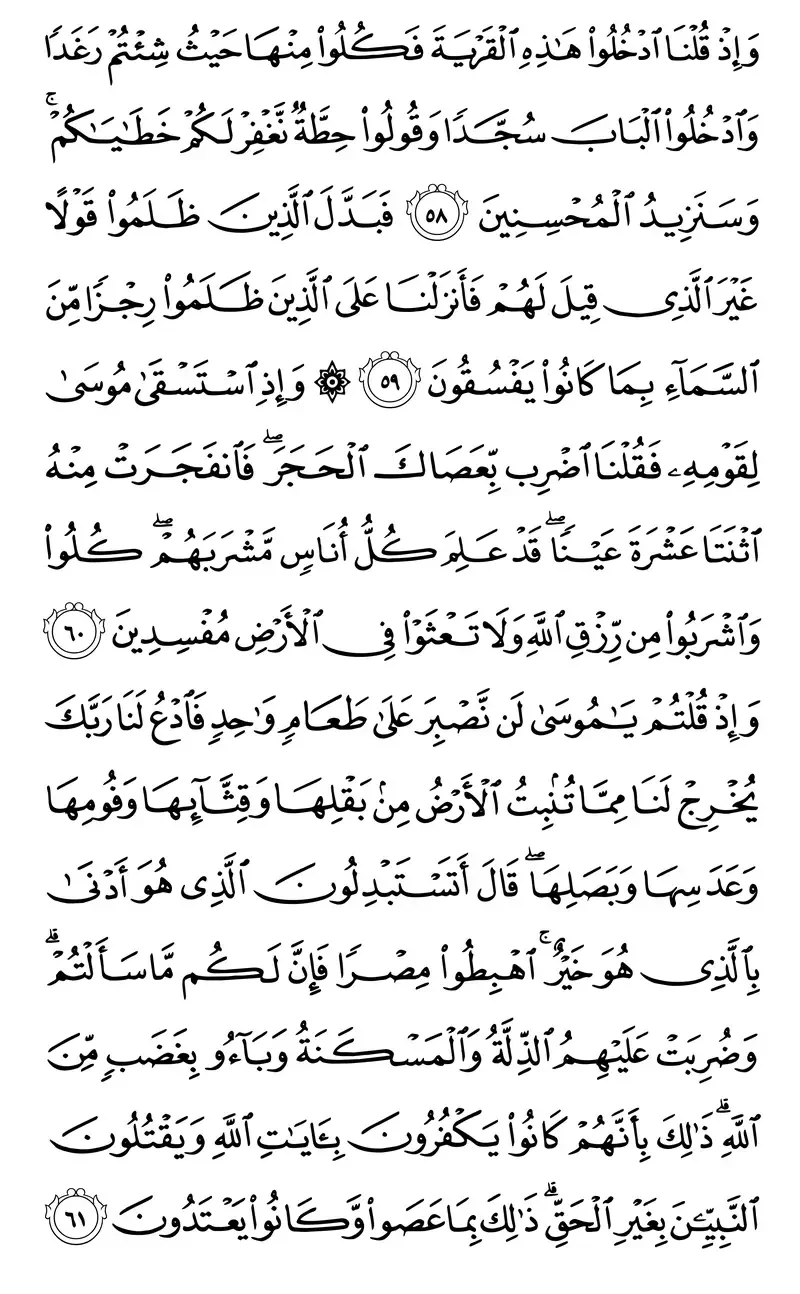 وَإِذۡ قُلۡنَا ٱدۡخُلُواْ هَٰذِهِ ٱلۡقَرۡيَةَ فَكُلُواْ مِنۡهَا حَيۡثُ شِئۡتُمۡ رَغَدٗا
وَٱدۡخُلُواْ ٱلۡبَابَ سُجَّدٗا وَقُولُواْ حِطَّةٞ نَّغۡفِرۡ لَكُمۡ خَطَٰيَٰكُمۡۚ
وَسَنَزِيدُ ٱلۡمُحۡسِنِينَ ٥٨ فَبَدَّلَ ٱلَّذِينَ ظَلَمُواْ قَوۡلًا
غَيۡرَ ٱلَّذِي قِيلَ لَهُمۡ فَأَنزَلۡنَا عَلَى ٱلَّذِينَ ظَلَمُواْ رِجۡزٗا مِّنَ
ٱلسَّمَآءِ بِمَا كَانُواْ يَفۡسُقُونَ ٥٩ ۞ وَإِذِ ٱسۡتَسۡقَىٰ مُوسَىٰ
لِقَوۡمِهِۦ فَقُلۡنَا ٱضۡرِب بِّعَصَاكَ ٱلۡحَجَرَۖ فَٱنفَجَرَتۡ مِنۡهُ
ٱثۡنَتَا عَشۡرَةَ عَيۡنٗاۖ قَدۡ عَلِمَ كُلُّ أُنَاسٖ مَّشۡرَبَهُمۡۖ كُلُواْ
وَٱشۡرَبُواْ مِن رِّزۡقِ ٱللَّهِ وَلَا تَعۡثَوۡاْ فِي ٱلۡأَرۡضِ مُفۡسِدِينَ ٦٠
وَإِذۡ قُلۡتُمۡ يَٰمُوسَىٰ لَن نَّصۡبِرَ عَلَىٰ طَعَامٖ وَٰحِدٖ فَٱدۡعُ لَنَا رَبَّكَ
يُخۡرِجۡ لَنَا مِمَّا تُنۢبِتُ ٱلۡأَرۡضُ مِنۢ بَقۡلِهَا وَقِثَّآئِهَا وَفُومِهَا
وَعَدَسِهَا وَبَصَلِهَاۖ قَالَ أَتَسۡتَبۡدِلُونَ ٱلَّذِي هُوَ أَدۡنَىٰ
بِٱلَّذِي هُوَ خَيۡرٌۚ ٱهۡبِطُواْ مِصۡرٗا فَإِنَّ لَكُم مَّا سَأَلۡتُمۡۗ
وَضُرِبَتۡ عَلَيۡهِمُ ٱلذِّلَّةُ وَٱلۡمَسۡكَنَةُ وَبَآءُو بِغَضَبٖ مِّنَ
ٱللَّهِۗ ذَٰلِكَ بِأَنَّهُمۡ كَانُواْ يَكۡفُرُونَ بِـَٔايَٰتِ ٱللَّهِ وَيَقۡتُلُونَ
ٱلنَّبِيِّـۧنَ بِغَيۡرِ ٱلۡحَقِّۗ ذَٰلِكَ بِمَا عَصَواْ وَّكَانُواْ يَعۡتَدُونَ ٦١